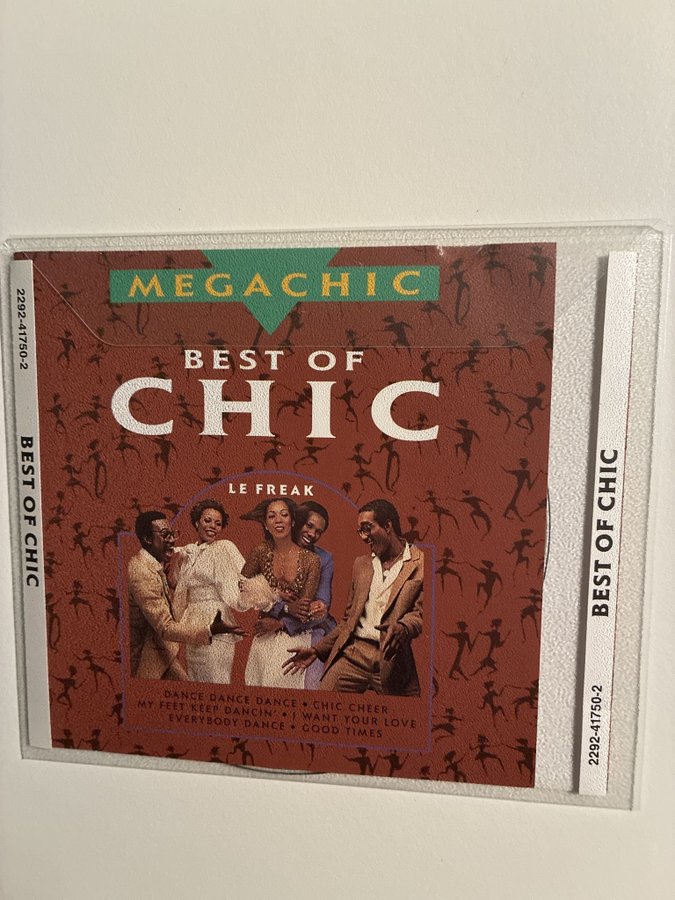 2292-41750-2
BEST OF CHIC
MEGACHIC
BEST OF
CHIC
LE FREAK
DANCE DANCE DANCE • CHIC CHEER
MY FEET KEEP DANCIN' • I WANT YOUR LOVE
EVERYBODY DANCE • GOOD TIMES
BEST OF CHIC
2292-41750-2